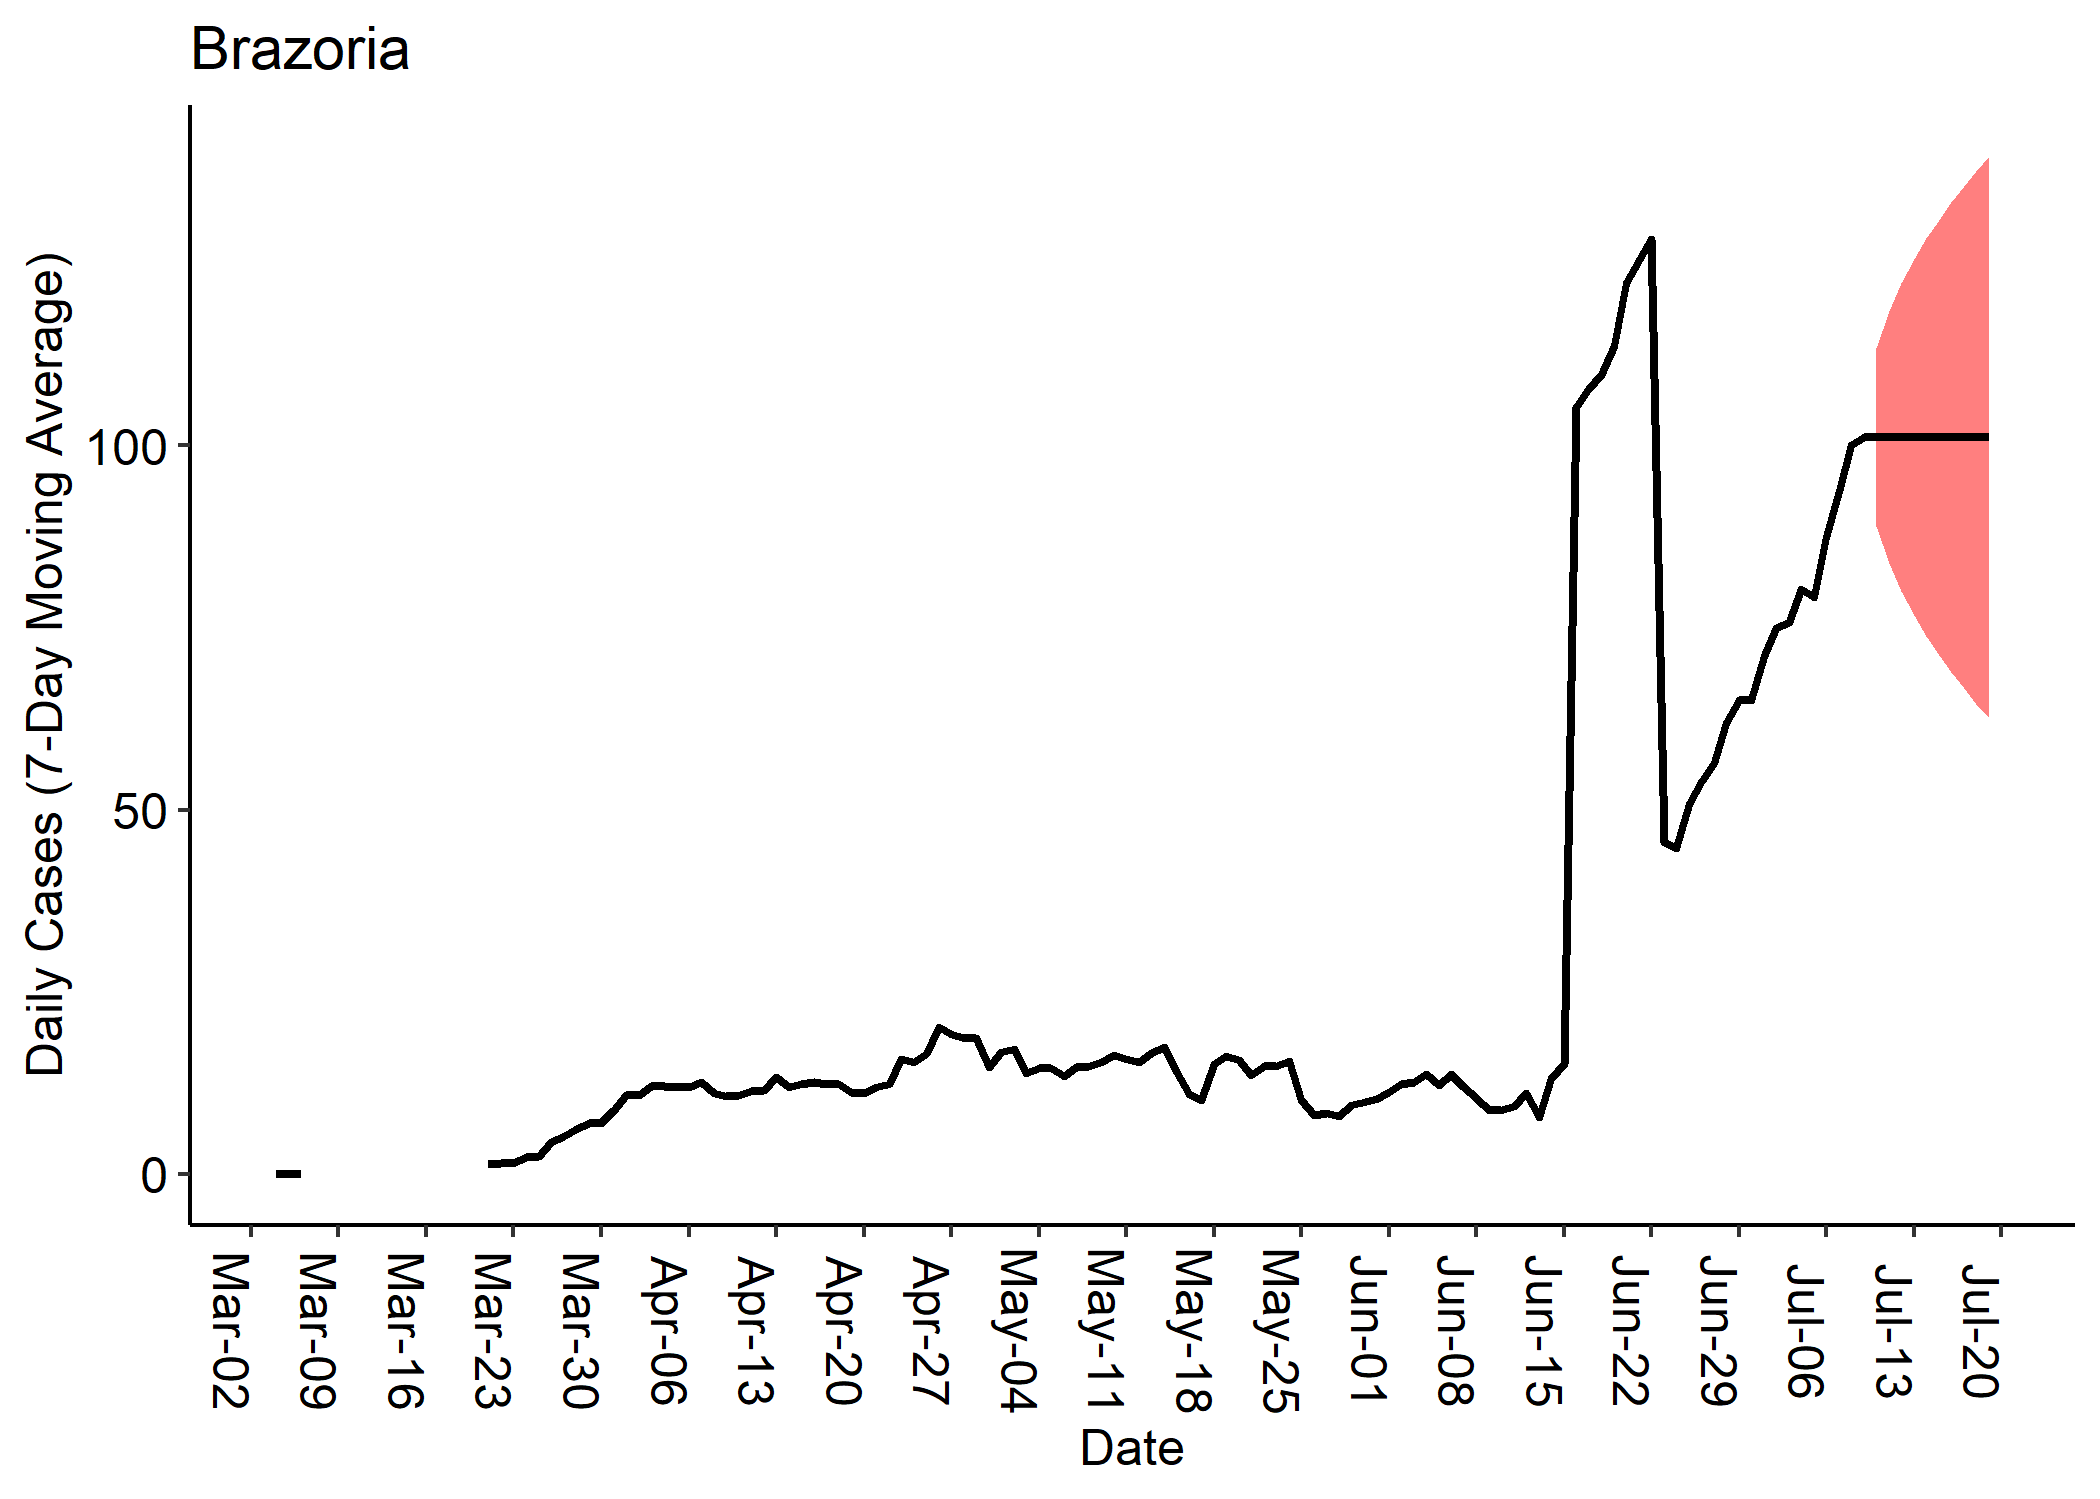 Brazoria
Daily Cases (7-Day Moving Average)
100
50
0
Mar-02
Mar-09
Mar-16
Mar-23
Mar-30
Apr-06
Apr-13
Apr-20
Apr-27
May-04
May-11
May-18
May-25
Jun-01
Jun-08
Jun-15
Jun-22
Jun-29
Jul-06
Jul-13
Jul-20
Date